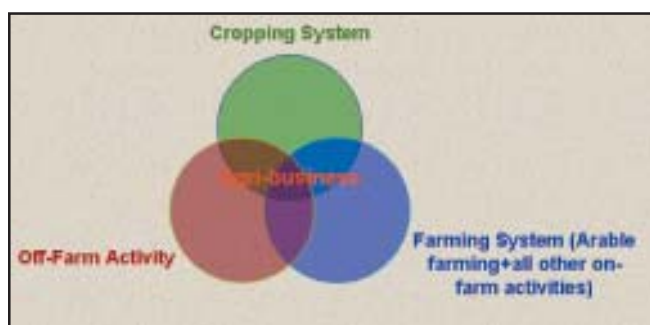 Cropping System
Agri-business
Off-Farm Activity
Farming System (Arable
farming+all other on-
farm activities)